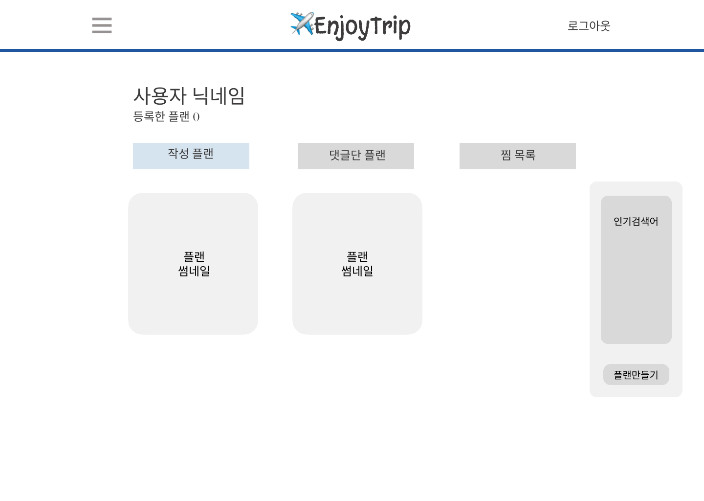 EnjoyTrip
로그아웃
사용자 닉네임
등록한 플랜 ()
작성 플랜
댓글단 플랜
찜 목록
플랜
썸네일
플랜
썸네일
인기검색어
플랜만들기